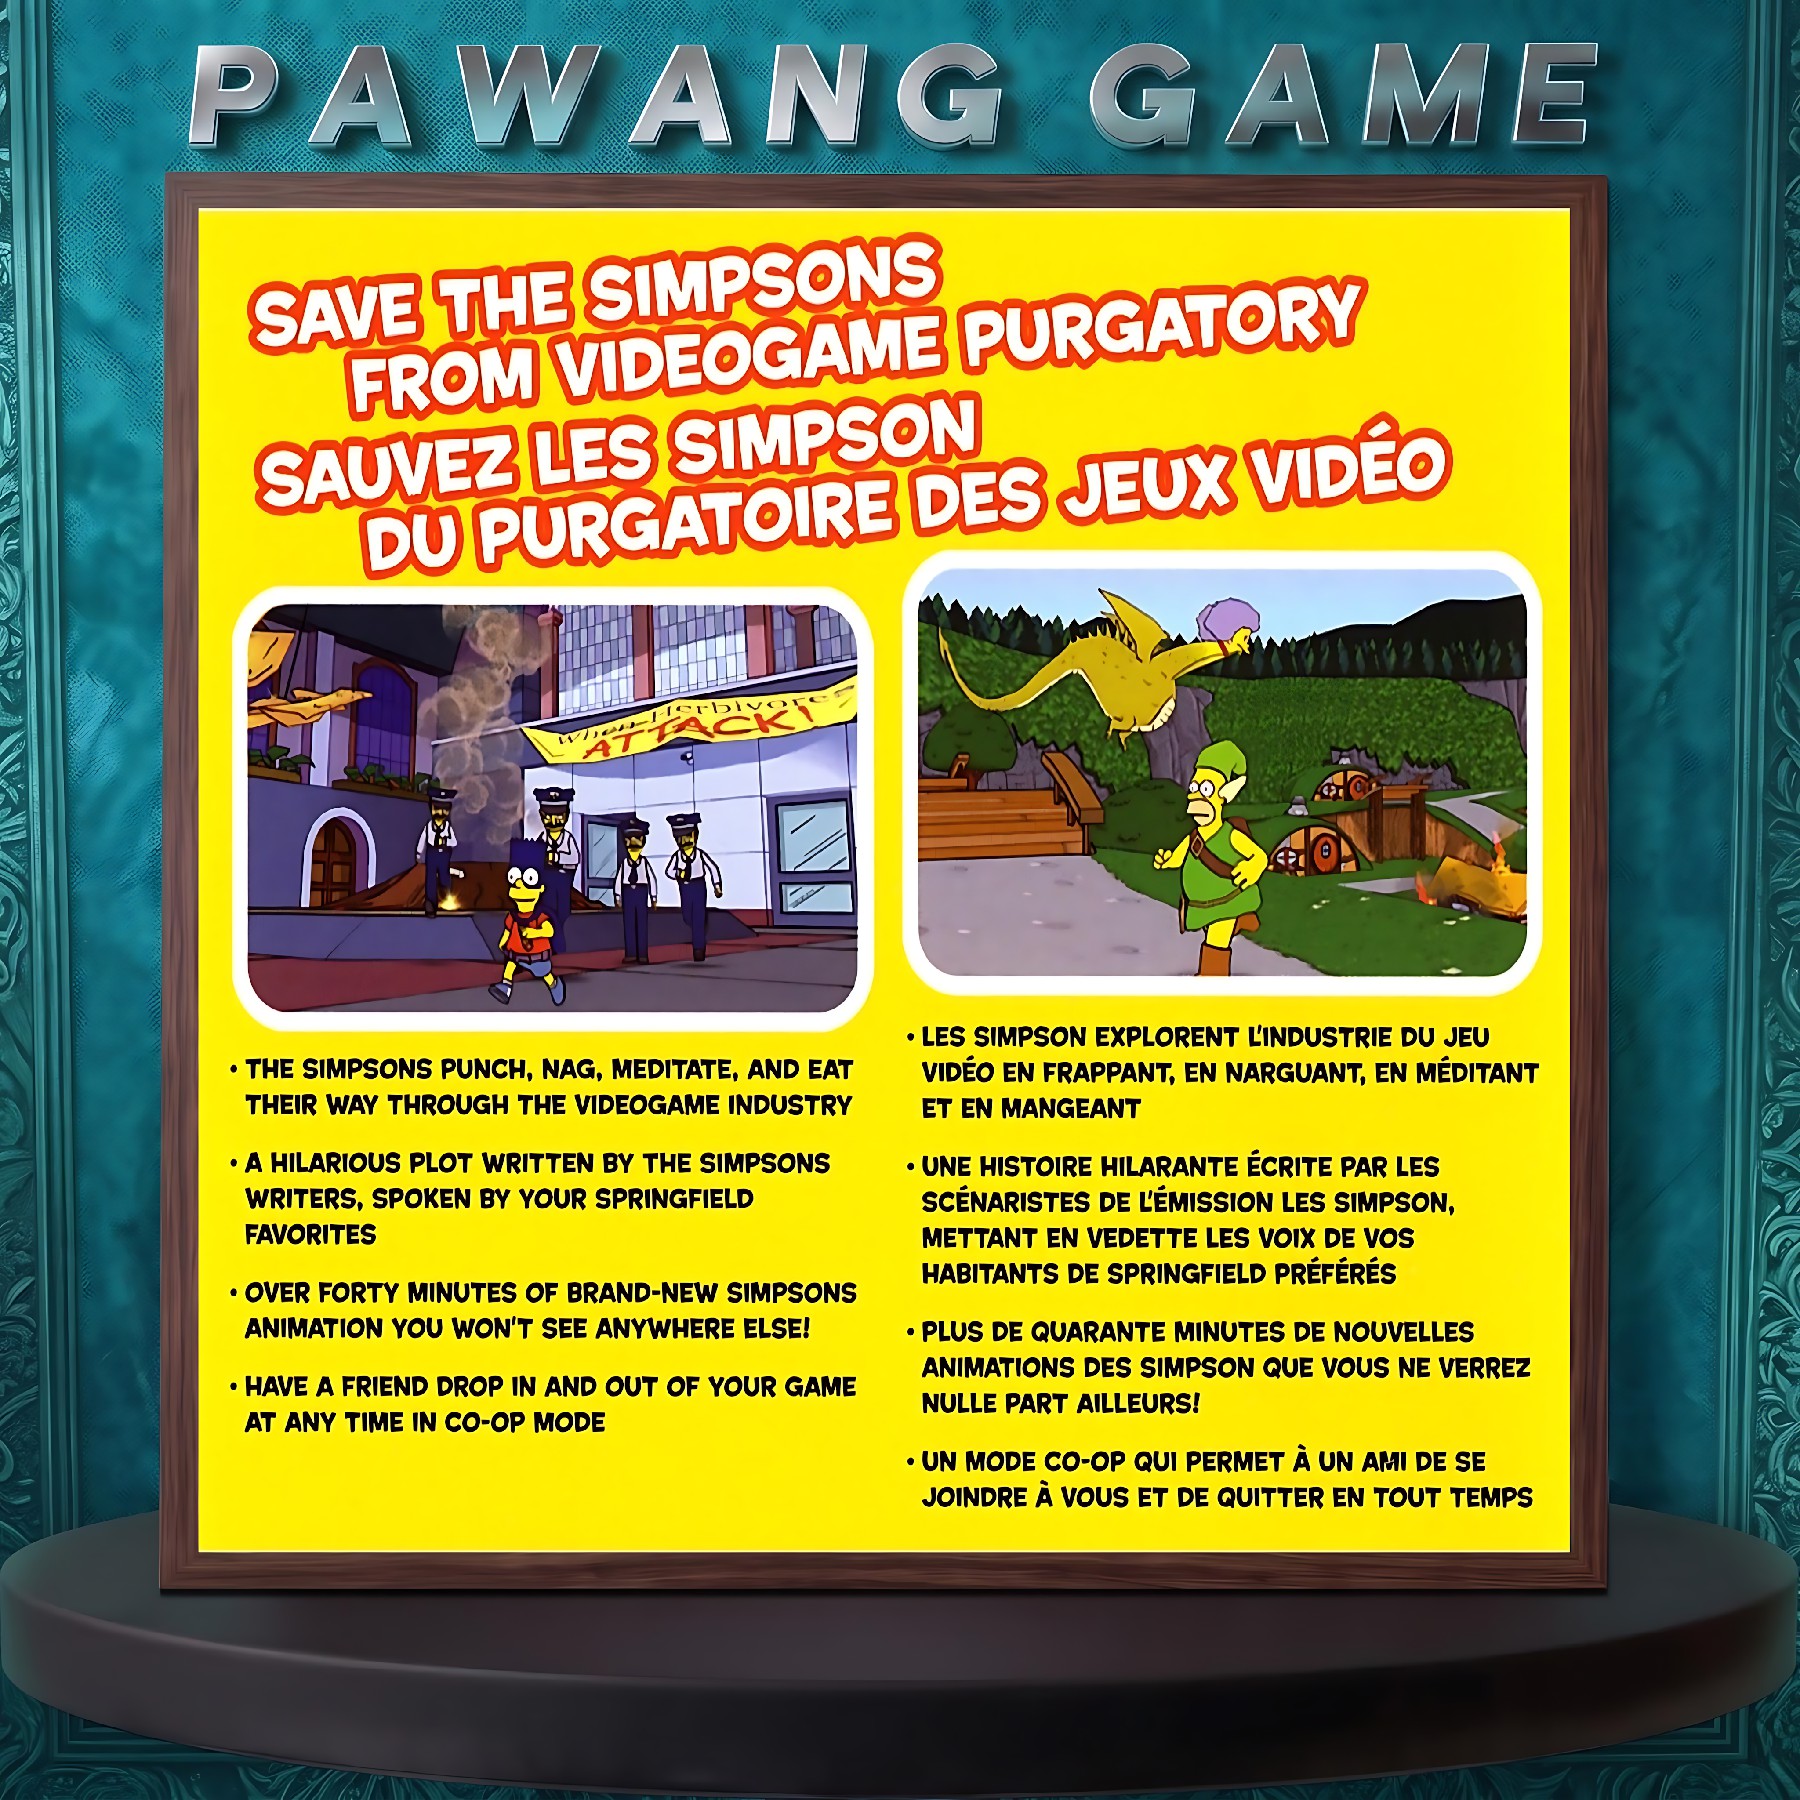 PAWANG GAME
SAVE THE SIMPSONS
FROM VIDEOGAME PURGATORY
SAUVEZ LES SIMPSON
DU PURGATOIRE DES JEUX VIDÉO
When Herbivores
ATTACK!
• THE SIMPSONS PUNCH, NAG, MEDITATE, AND EAT
THEIR WAY THROUGH THE VIDEOGAME INDUSTRY
• A HILARIOUS PLOT WRITTEN BY THE SIMPSONS
WRITERS, SPOKEN BY YOUR SPRINGFIELD
FAVORITES
• OVER FORTY MINUTES OF BRAND-NEW SIMPSONS
ANIMATION YOU WON'T SEE ANYWHERE ELSE!
• HAVE A FRIEND DROP IN AND OUT OF YOUR GAME
AT ANY TIME IN CO-OP MODE
• LES SIMPSON EXPLORENT L'INDUSTRIE DU JEU
VIDÉO EN FRAPPANT, EN NARGUANT, EN MÉDITANT
ET EN MANGEANT
• UNE HISTOIRE HILARANTE ÉCRITE PAR LES
SCÉNARISTES DE L'ÉMISSION LES SIMPSON,
METTANT EN VEDETTE LES VOIX DE VOS
HABITANTS DE SPRINGFIELD PRÉFÉRÉS
• PLUS DE QUARANTE MINUTES DE NOUVELLES
ANIMATIONS DES SIMPSON QUE VOUS NE VERREZ
NULLE PART AILLEURS!
• UN MODE CO-OP QUI PERMET À UN AMI DE SE
JOINDRE À VOUS ET DE QUITTER EN TOUT TEMPS